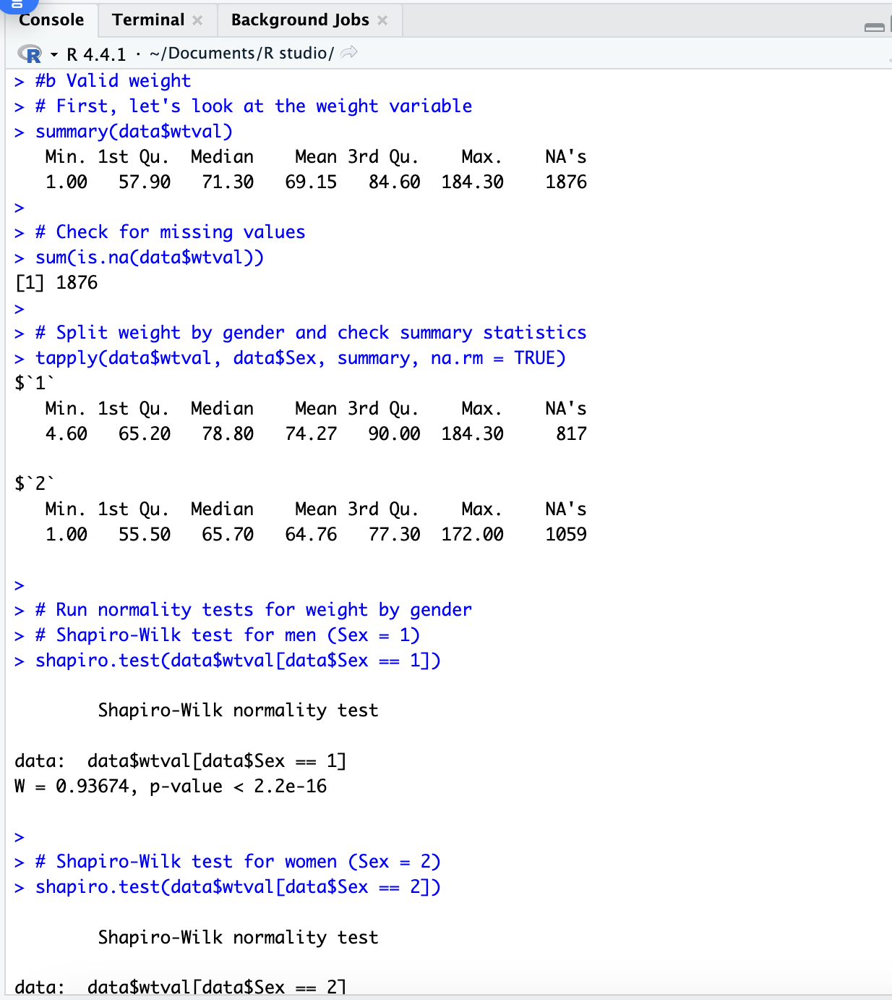 Console Terminal × Background Jobs ×
R R 4.4.1 · ~/Documents/R studio/
> #b Valid weight
> # First, let's look at the weight variable
> summary(data$wtval)
   Min. 1st Qu.  Median    Mean 3rd Qu.    Max.    NA's
   1.00   57.90   71.30   69.15   84.60  184.30    1876
>
> # Check for missing values
> sum(is.na(data$wtval))
[1] 1876
>
> # Split weight by gender and check summary statistics
> tapply(data$wtval, data$Sex, summary, na.rm = TRUE)
$`1`
   Min. 1st Qu.  Median    Mean 3rd Qu.    Max.    NA's
   4.60   65.20   78.80   74.27   90.00  184.30     817
$`2`
   Min. 1st Qu.  Median    Mean 3rd Qu.    Max.    NA's
   1.00   55.50   65.70   64.76   77.30  172.00    1059
>
> # Run normality tests for weight by gender
> # Shapiro-Wilk test for men (Sex = 1)
> shapiro.test(data$wtval[data$Sex == 1])
        Shapiro-Wilk normality test
data:  data$wtval[data$Sex == 1]
W = 0.93674, p-value < 2.2e-16
>
> # Shapiro-Wilk test for women (Sex = 2)
> shapiro.test(data$wtval[data$Sex == 2])
        Shapiro-Wilk normality test
data:  data$wtval[data$Sex == 2]